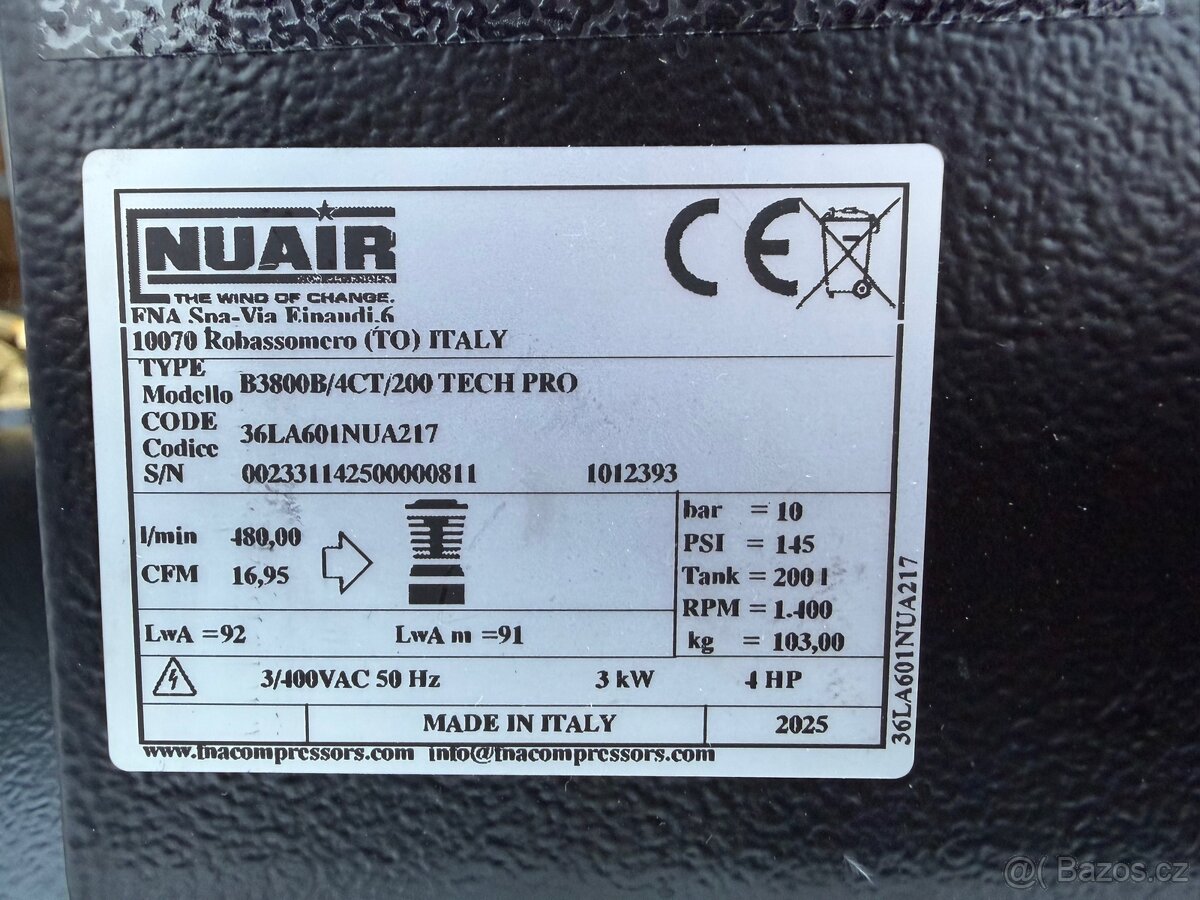 NUAIR
THE WIND OF CHANGE.
FNA Spa-Via Einaudi,6
10070 Robassomero (TO) ITALY
CE
TYPE
Modello B3800B/4CT/200 TECH PRO
CODE
Codice 36LA601NUA217
S/N 002331142500000811 1012393
l/min 480,00
CFM 16,95
bar = 10
PSI = 145
Tank = 200 l
RPM = 1.400
kg = 103,00
LwA =92 LwA m =91
3/400VAC 50 Hz 3 kW 4 HP
MADE IN ITALY 2025
www.fnacompressors.com info@fnacompressors.com
36LA601NUA217
@( Bazos.cz